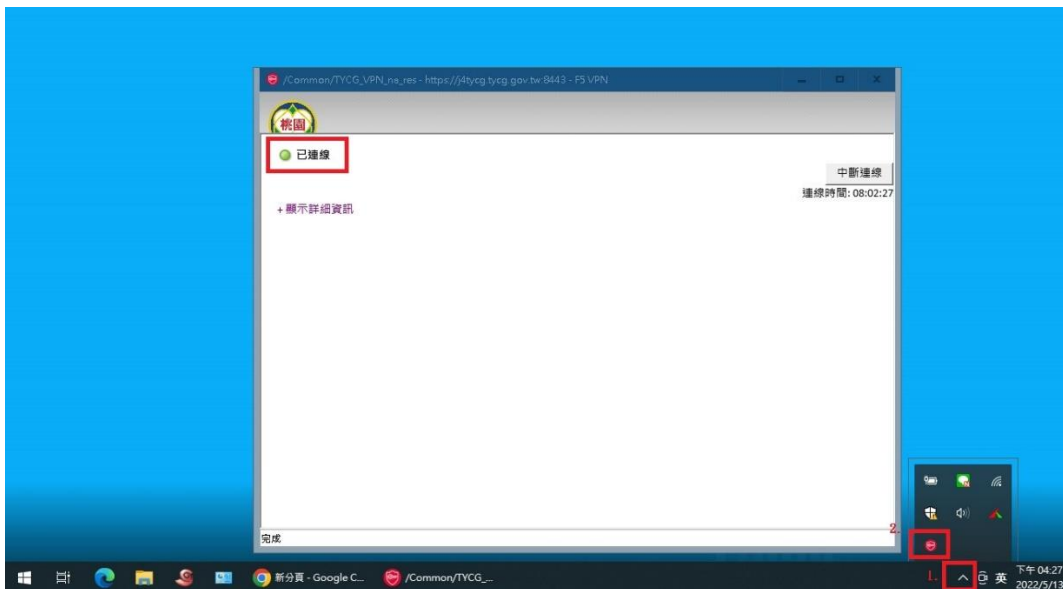 /Common/TYCG_VPN_na_res - https://j4tycg.tycg.gov.tw:8443 - F5 VPN
桃園
已連線
中斷連線
連線時間: 08:02:27
+ 顯示詳細資訊
完成
2.
新分頁 - Google C...
/Common/TYCG_...
1.
英
下午 04:27
2022/5/13